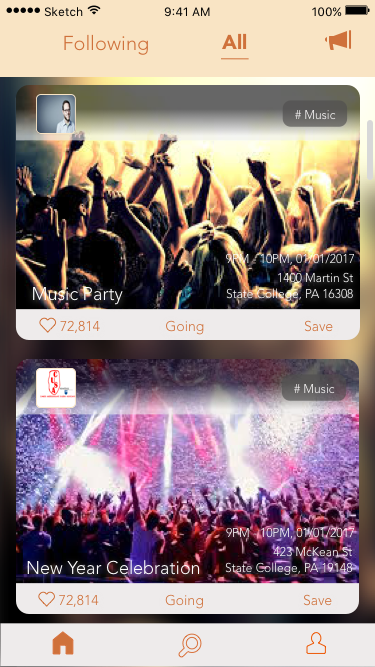 Sketch 9:41 AM 100%
Following All
# Music
9PM - 10PM, 01/01/2017
1400 Martin St
Music Party State College, PA 16308
72,814 Going Save
# Music
9PM - 10PM, 01/01/2017
423 McKean St
New Year Celebration State College, PA 19148
72,814 Going Save